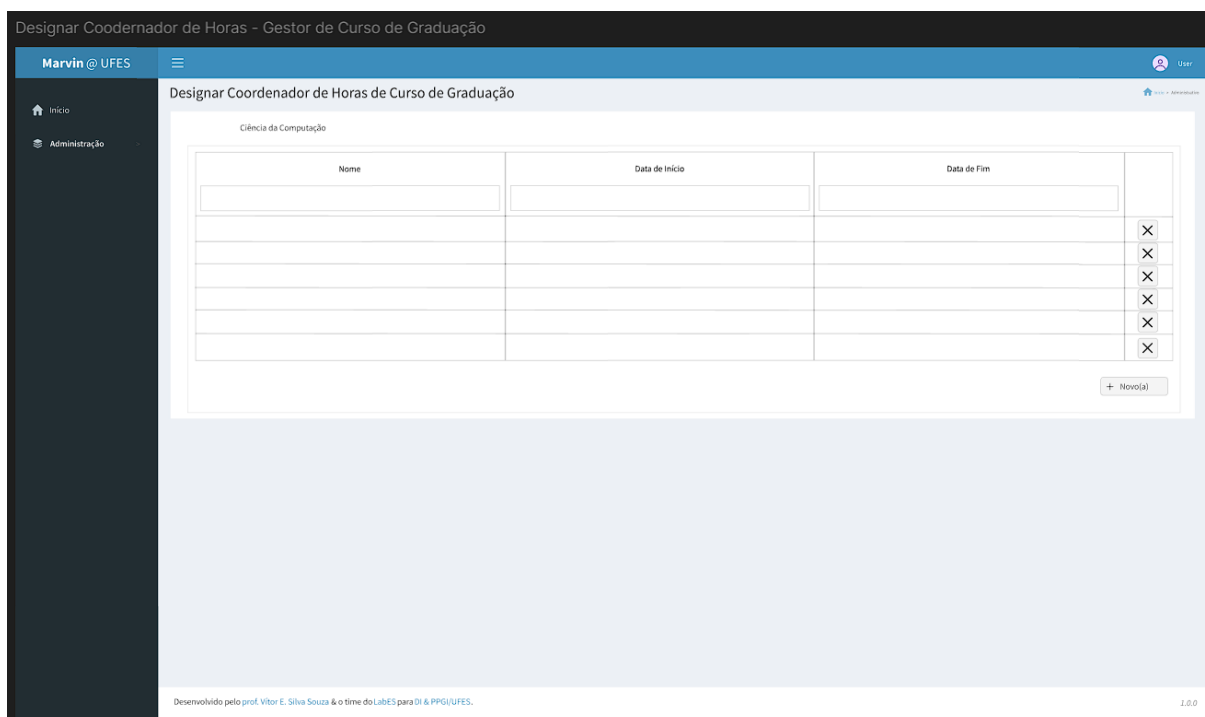 Designar Coodernador de Horas - Gestor de Curso de Graduação
Marvin @ UFES
User
Designar Coordenador de Horas de Curso de Graduação
Início
Ciência da Computação
Administração
Nome Data de Início Data de Fim
+ Novo(a)
Desenvolvido pelo prof. Vítor E. Silva Souza & o time do LabES para DI & PPGI/UFES.
1.0.0